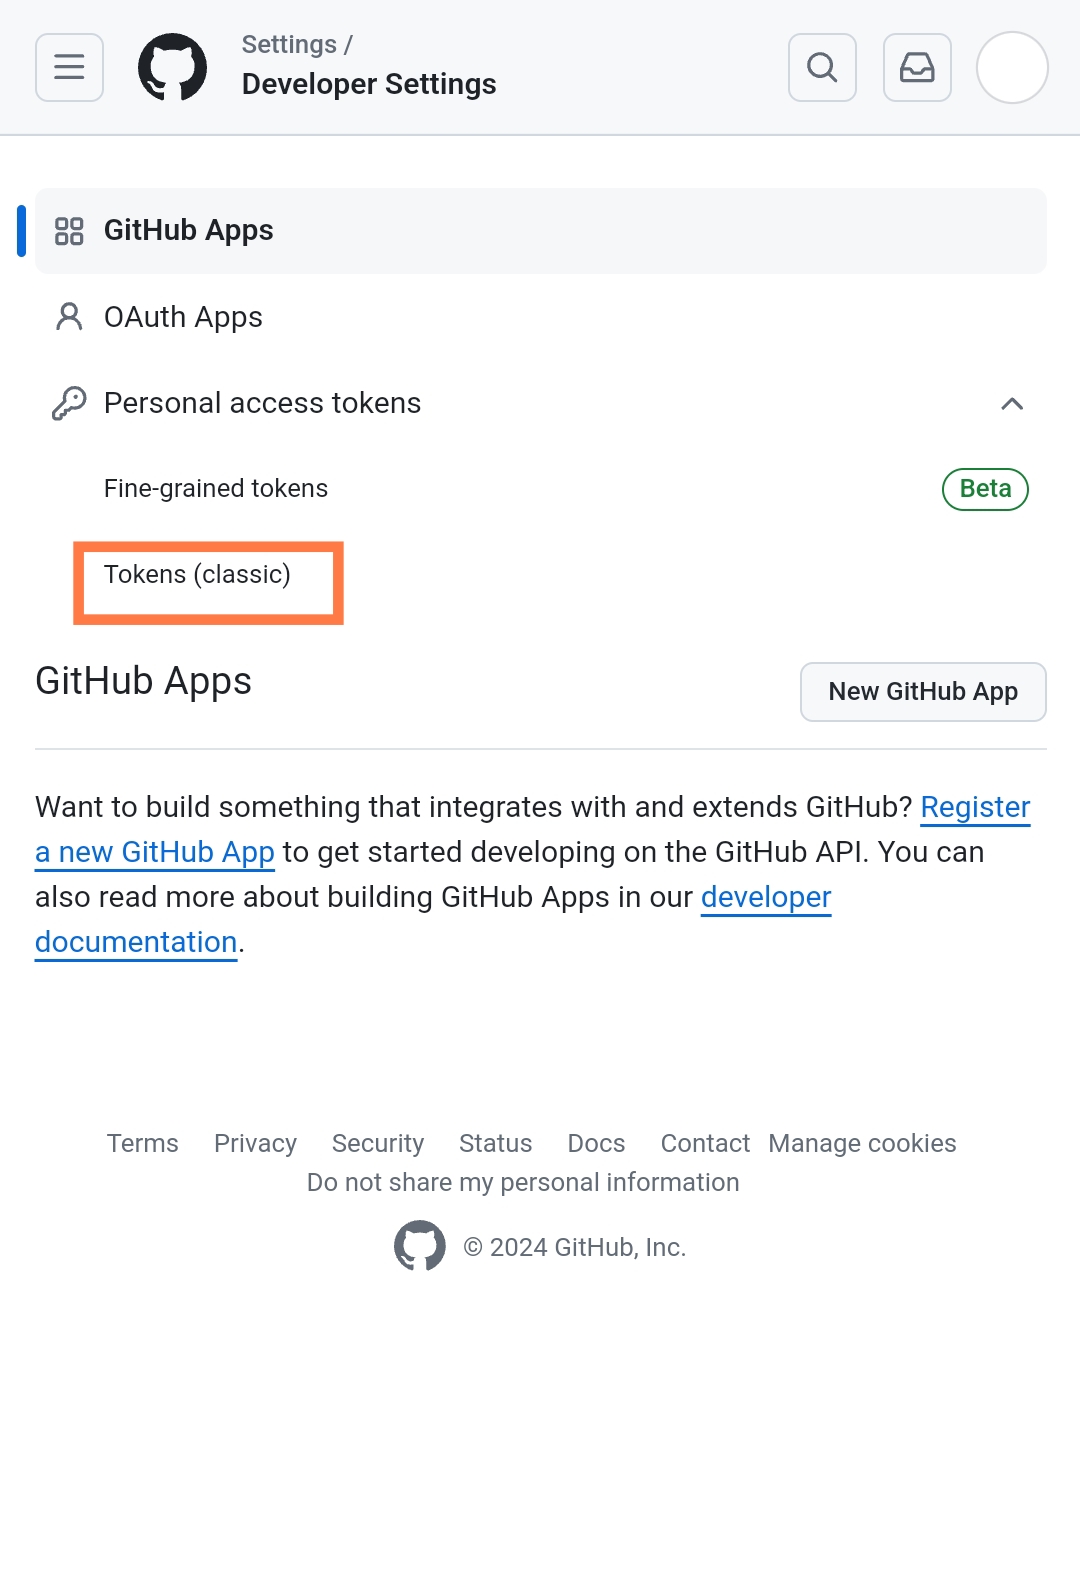 Settings /
Developer Settings
GitHub Apps
OAuth Apps
Personal access tokens
Fine-grained tokens
Beta
Tokens (classic)
GitHub Apps
New GitHub App
Want to build something that integrates with and extends GitHub? Register
a new GitHub App to get started developing on the GitHub API. You can
also read more about building GitHub Apps in our developer
documentation.
Terms Privacy Security Status Docs Contact Manage cookies
Do not share my personal information
© 2024 GitHub, Inc.